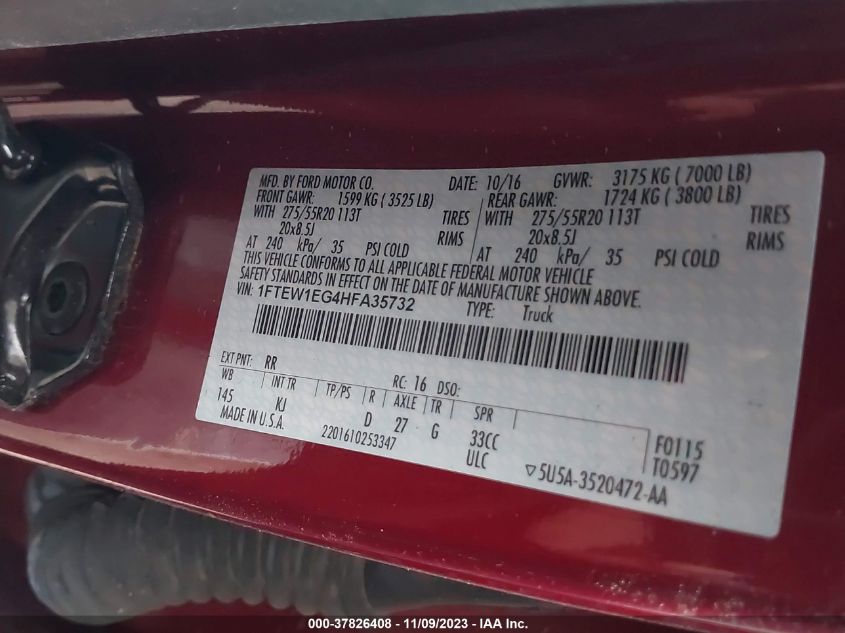 MFD. BY FORD MOTOR CO. DATE: 10/16 GVWR: 3175 KG ( 7000 LB)
FRONT GAWR: 1599 KG ( 3525 LB) REAR GAWR: 1724 KG ( 3800 LB)
WITH 275/55R20 113T TIRES WITH 275/55R20 113T TIRES
20x8.5J RIMS 20x8.5J RIMS
AT 240 kPa/ 35 PSI COLD AT 240 kPa/ 35 PSI COLD
THIS VEHICLE CONFORMS TO ALL APPLICABLE FEDERAL MOTOR VEHICLE
SAFETY STANDARDS IN EFFECT ON THE DATE OF MANUFACTURE SHOWN ABOVE.
VIN: 1FTEW1EG4HFA35732 TYPE: Truck
EXT PNT: RR RC: 16 DSO:
WB INT TR TP/PS R AXLE TR SPR
145 KJ D 27 G 33CC F0115
MADE IN U.S.A. 2201610253347 ULC T0597
▽5U5A-3520472-AA
000-37826408 - 11/09/2023 - IAA Inc.